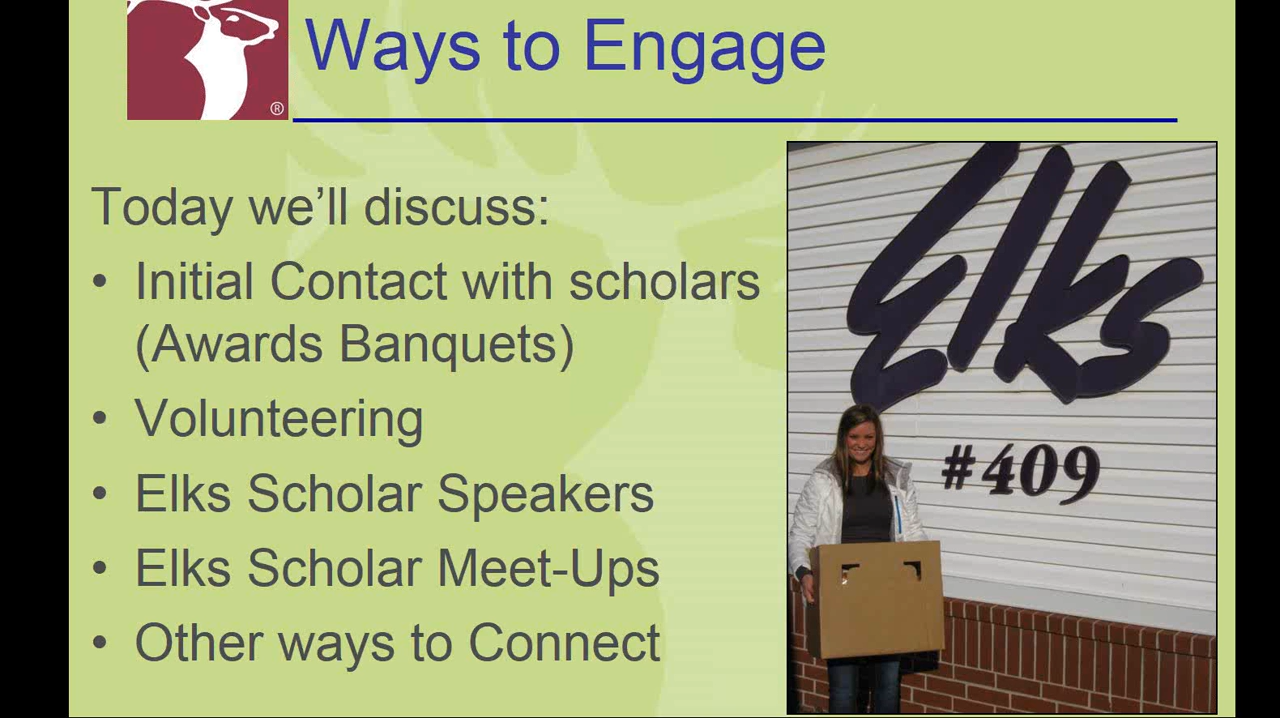 ®
Ways to Engage
Today we’ll discuss:
• Initial Contact with scholars
(Awards Banquets)
• Volunteering
• Elks Scholar Speakers
• Elks Scholar Meet-Ups
• Other ways to Connect
Elks
#409